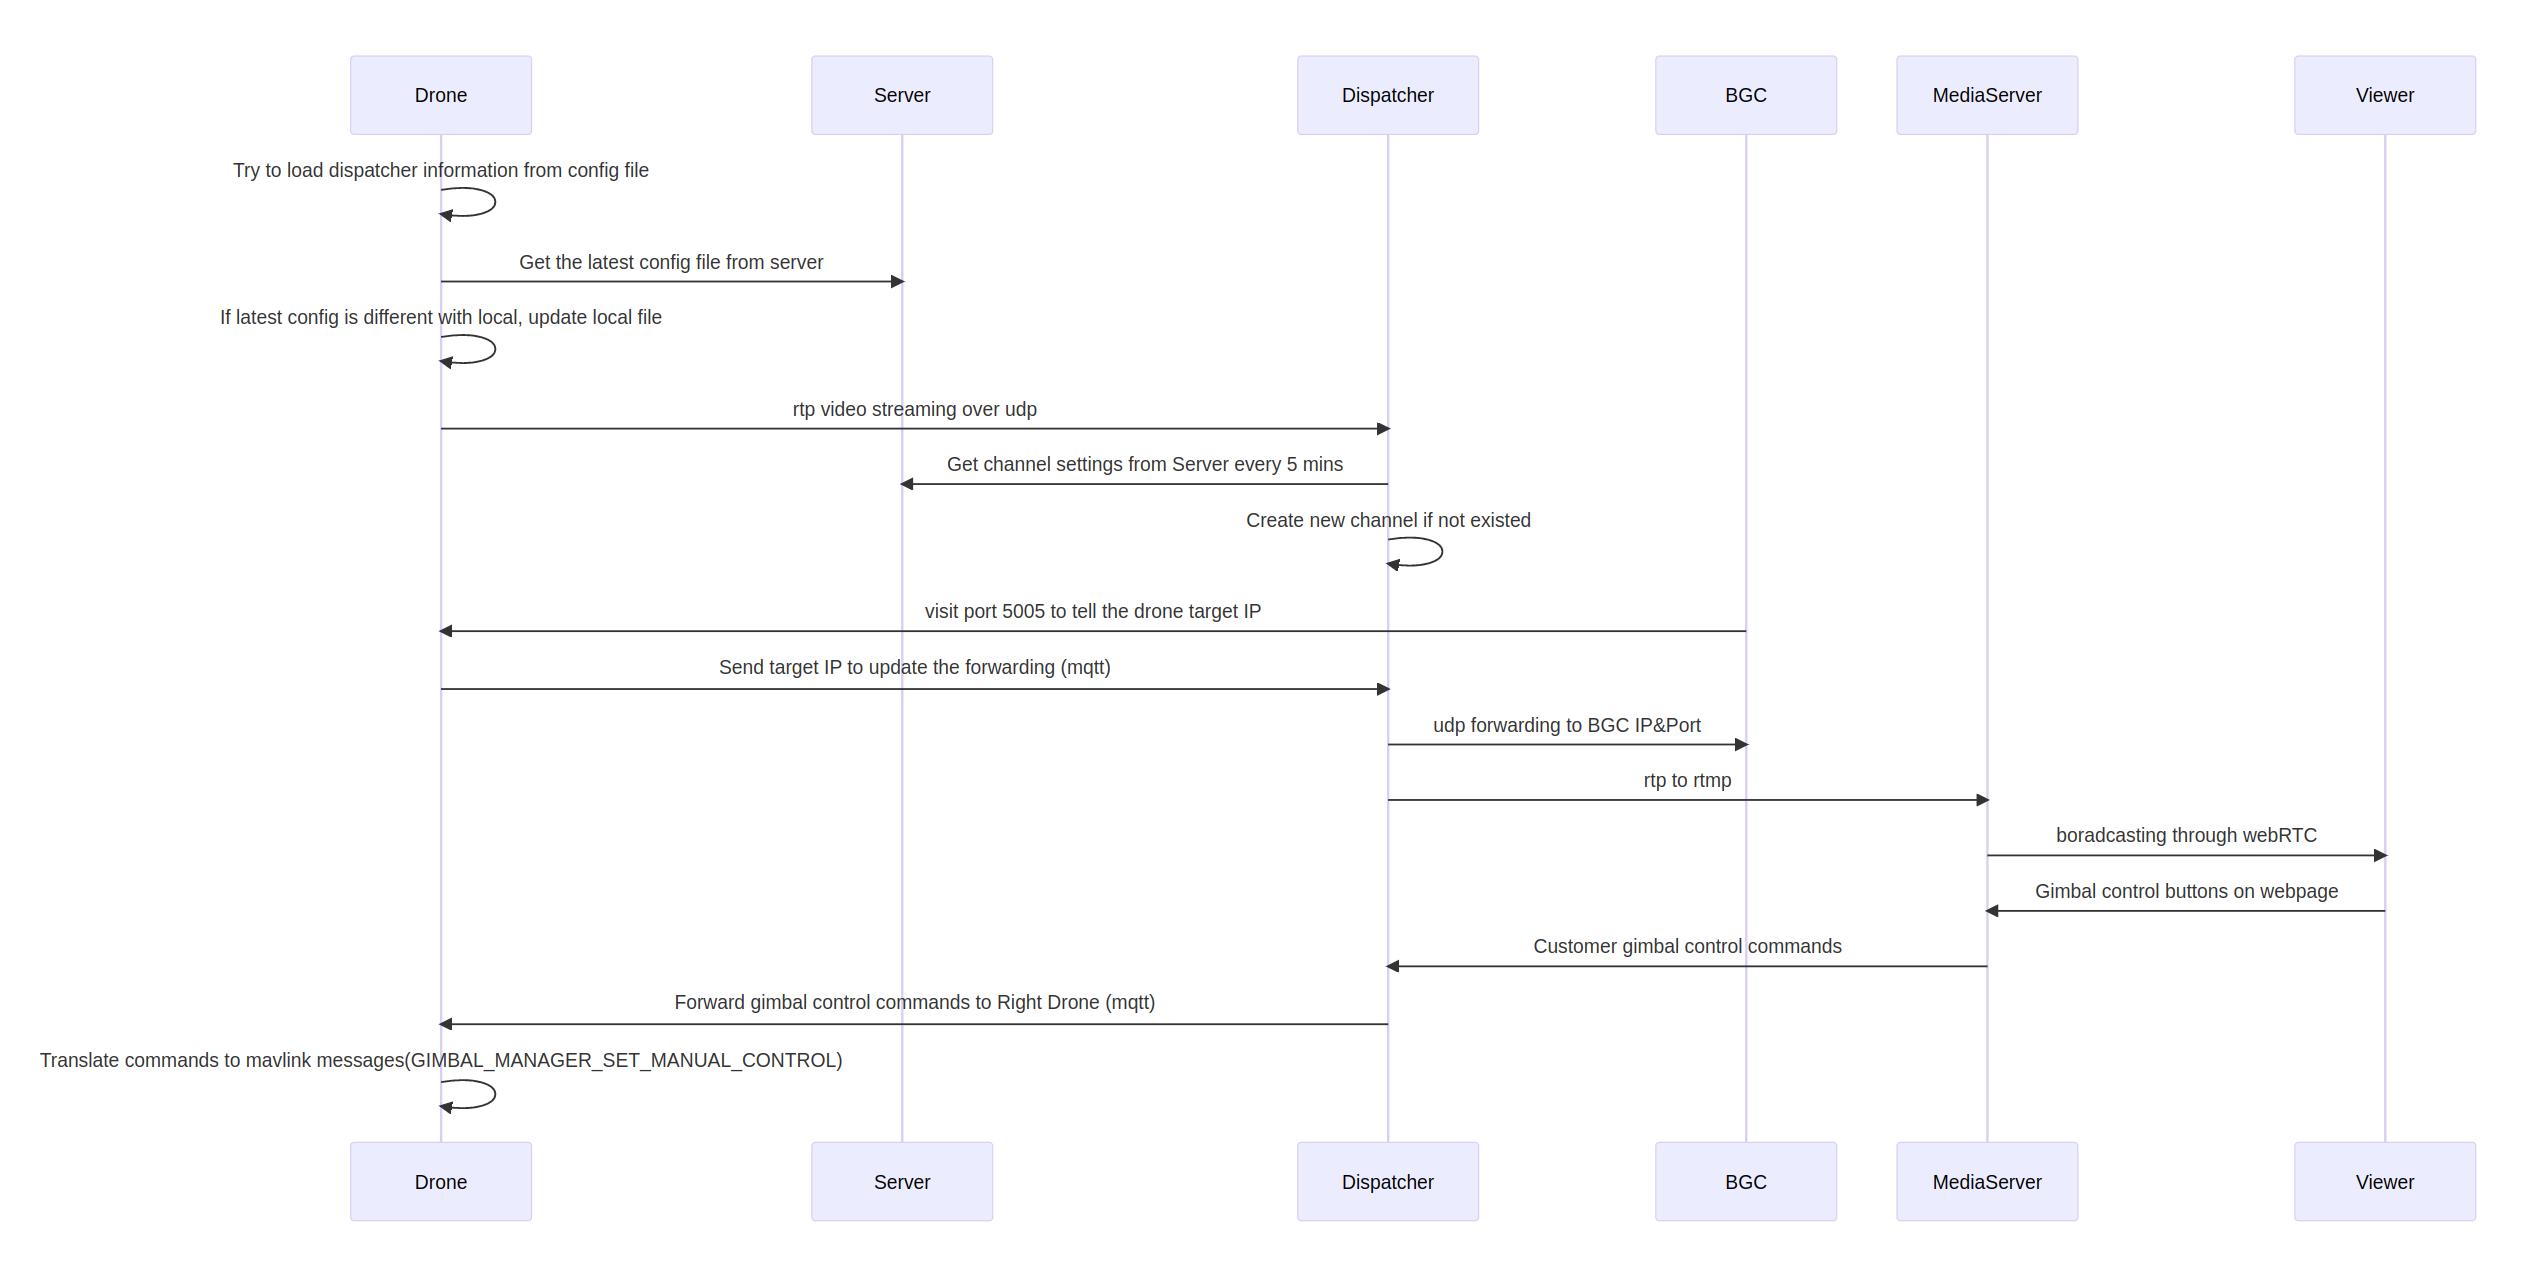 Drone
Server
Dispatcher
BGC
MediaServer
Viewer
Try to load dispatcher information from config file
Get the latest config file from server
If latest config is different with local, update local file
rtp video streaming over udp
Get channel settings from Server every 5 mins
Create new channel if not existed
visit port 5005 to tell the drone target IP
Send target IP to update the forwarding (mqtt)
udp forwarding to BGC IP&Port
rtp to rtmp
boradcasting through webRTC
Gimbal control buttons on webpage
Customer gimbal control commands
Forward gimbal control commands to Right Drone (mqtt)
Translate commands to mavlink messages(GIMBAL_MANAGER_SET_MANUAL_CONTROL)
Drone
Server
Dispatcher
BGC
MediaServer
Viewer